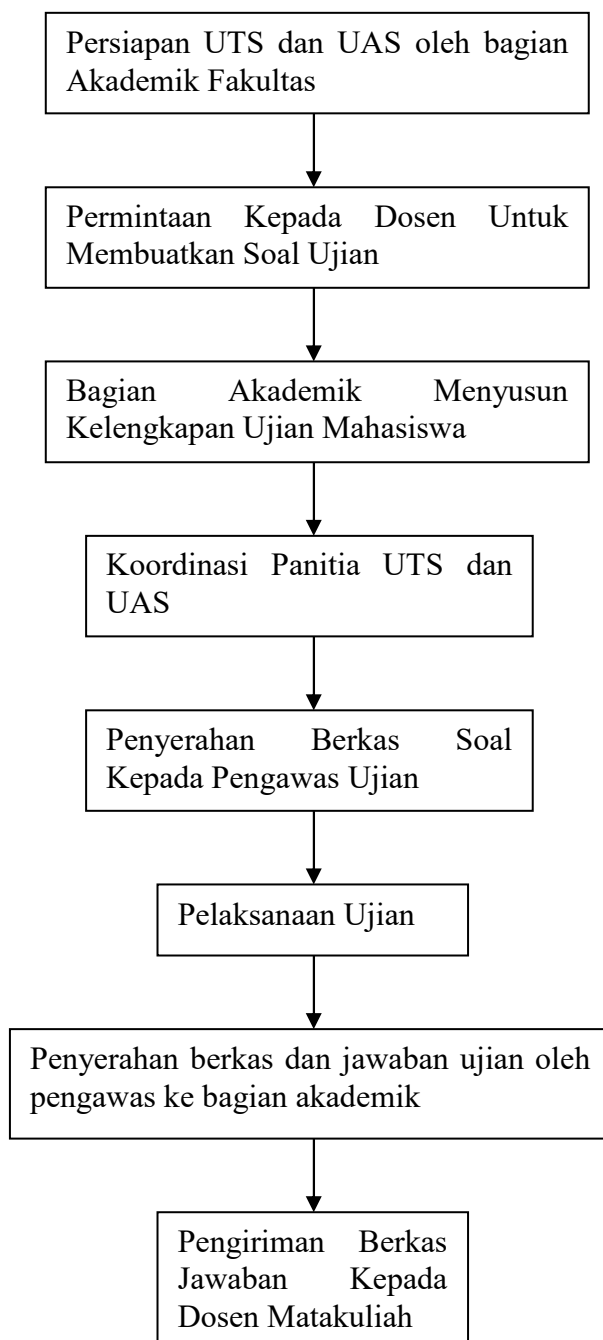 Persiapan UTS dan UAS oleh bagian
Akademik Fakultas
Permintaan Kepada Dosen Untuk
Membuatkan Soal Ujian
Bagian Akademik Menyusun
Kelengkapan Ujian Mahasiswa
Koordinasi Panitia UTS dan
UAS
Penyerahan Berkas Soal
Kepada Pengawas Ujian
Pelaksanaan Ujian
Penyerahan berkas dan jawaban ujian oleh
pengawas ke bagian akademik
Pengiriman Berkas
Jawaban Kepada
Dosen Matakuliah